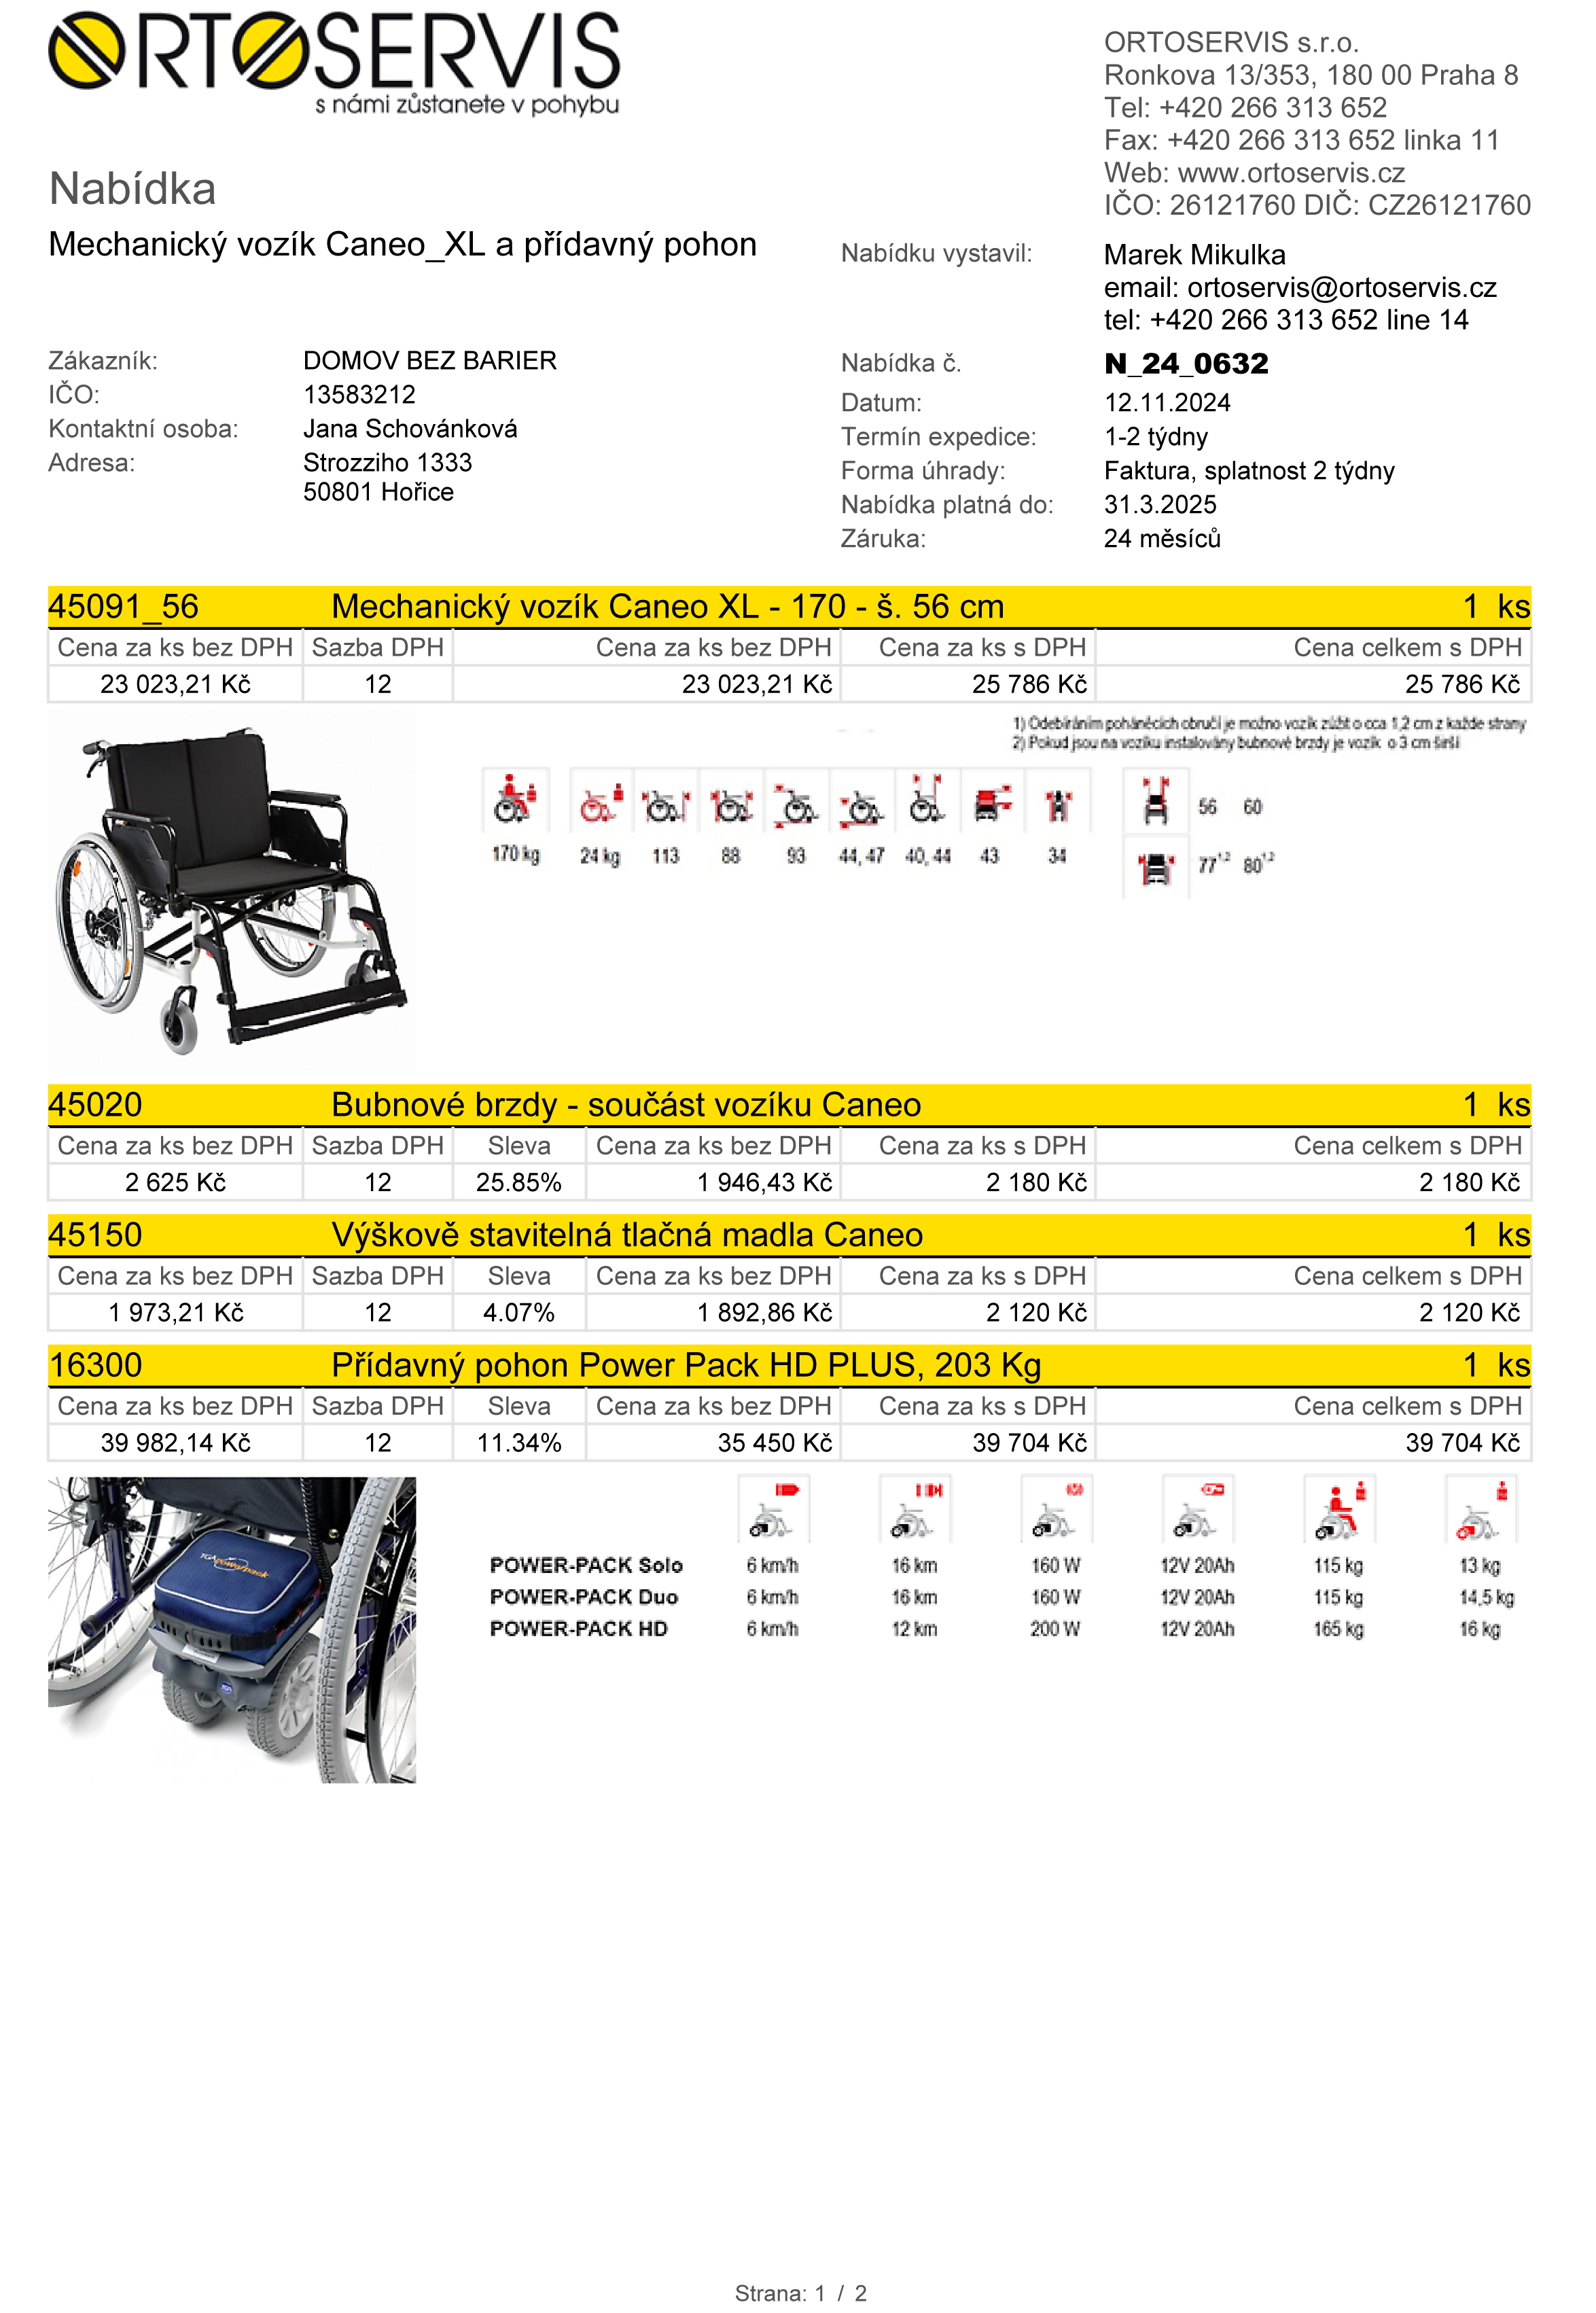 ORTOSERVIS
s námi zůstanete v pohybu
ORTOSERVIS s.r.o.
Ronkova 13/353, 180 00 Praha 8
Tel: +420 266 313 652
Fax: +420 266 313 652 linka 11
Web: www.ortoservis.cz
IČO: 26121760 DIČ: CZ26121760
Nabídka
Mechanický vozík Caneo_XL a přídavný pohon
Nabídku vystavil: Marek Mikulka
email: ortoservis@ortoservis.cz
tel: +420 266 313 652 line 14
Zákazník: DOMOV BEZ BARIER
IČO: 13583212
Kontaktní osoba: Jana Schovánková
Adresa: Strozziho 1333
50801 Hořice
Nabídka č. N_24_0632
Datum: 12.11.2024
Termín expedice: 1-2 týdny
Forma úhrady: Faktura, splatnost 2 týdny
Nabídka platná do: 31.3.2025
Záruka: 24 měsíců
45091_56 Mechanický vozík Caneo XL - 170 - š. 56 cm 1 ks
Cena za ks bez DPH Sazba DPH Cena za ks bez DPH Cena za ks s DPH Cena celkem s DPH
23 023,21 Kč 12 23 023,21 Kč 25 786 Kč 25 786 Kč
1) Odebíráním poháněcích obručí je možno vozík zúžit o cca 1,2 cm z každe strany
2) Pokud jsou na vozíku instalovány bubnové brzdy je vozík o 3 cm širší
56 60
170 kg 24 kg 113 88 93 44, 47 40, 44 43 34
77 1,2 80 1,2
45020 Bubnové brzdy - součást vozíku Caneo 1 ks
Cena za ks bez DPH Sazba DPH Sleva Cena za ks bez DPH Cena za ks s DPH Cena celkem s DPH
2 625 Kč 12 25.85% 1 946,43 Kč 2 180 Kč 2 180 Kč
45150 Výškově stavitelná tlačná madla Caneo 1 ks
Cena za ks bez DPH Sazba DPH Sleva Cena za ks bez DPH Cena za ks s DPH Cena celkem s DPH
1 973,21 Kč 12 4.07% 1 892,86 Kč 2 120 Kč 2 120 Kč
16300 Přídavný pohon Power Pack HD PLUS, 203 Kg 1 ks
Cena za ks bez DPH Sazba DPH Sleva Cena za ks bez DPH Cena za ks s DPH Cena celkem s DPH
39 982,14 Kč 12 11.34% 35 450 Kč 39 704 Kč 39 704 Kč
TGA powerpack
TGA
POWER-PACK Solo 6 km/h 16 km 160 W 12V 20Ah 115 kg 13 kg
POWER-PACK Duo 6 km/h 16 km 160 W 12V 20Ah 115 kg 14,5 kg
POWER-PACK HD 6 km/h 12 km 200 W 12V 20Ah 165 kg 16 kg
Strana: 1 / 2